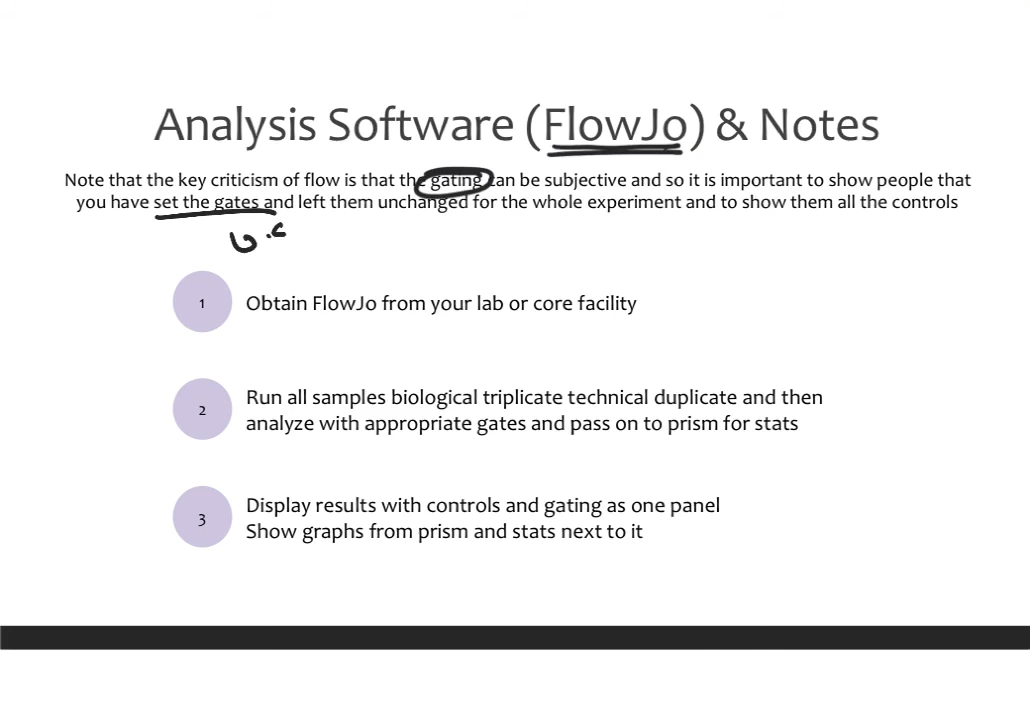 Analysis Software (FlowJo) & Notes
Note that the key criticism of flow is that the gating can be subjective and so it is important to show people that
you have set the gates and left them unchanged for the whole experiment and to show them all the controls
1
Obtain FlowJo from your lab or core facility
2
Run all samples biological triplicate technical duplicate and then
analyze with appropriate gates and pass on to prism for stats
3
Display results with controls and gating as one panel
Show graphs from prism and stats next to it